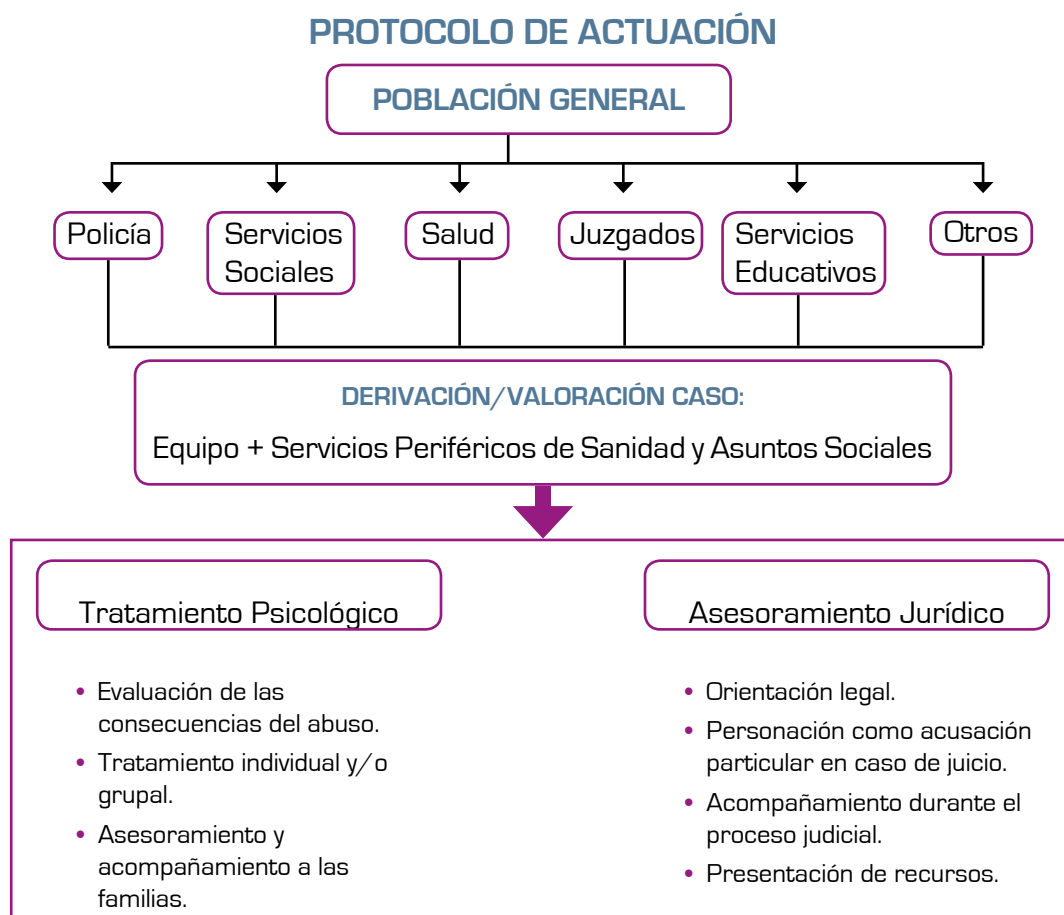 PROTOCOLO DE ACTUACIÓN
POBLACIÓN GENERAL
Policía
Servicios
Sociales
Salud
Juzgados
Servicios
Educativos
Otros
DERIVACIÓN/VALORACIÓN CASO:
Equipo + Servicios Periféricos de Sanidad y Asuntos Sociales
Tratamiento Psicológico
• Evaluación de las
consecuencias del abuso.
• Tratamiento individual y/o
grupal.
• Asesoramiento y
acompañamiento a las
familias.
Asesoramiento Jurídico
• Orientación legal.
• Personación como acusación
particular en caso de juicio.
• Acompañamiento durante el
proceso judicial.
• Presentación de recursos.